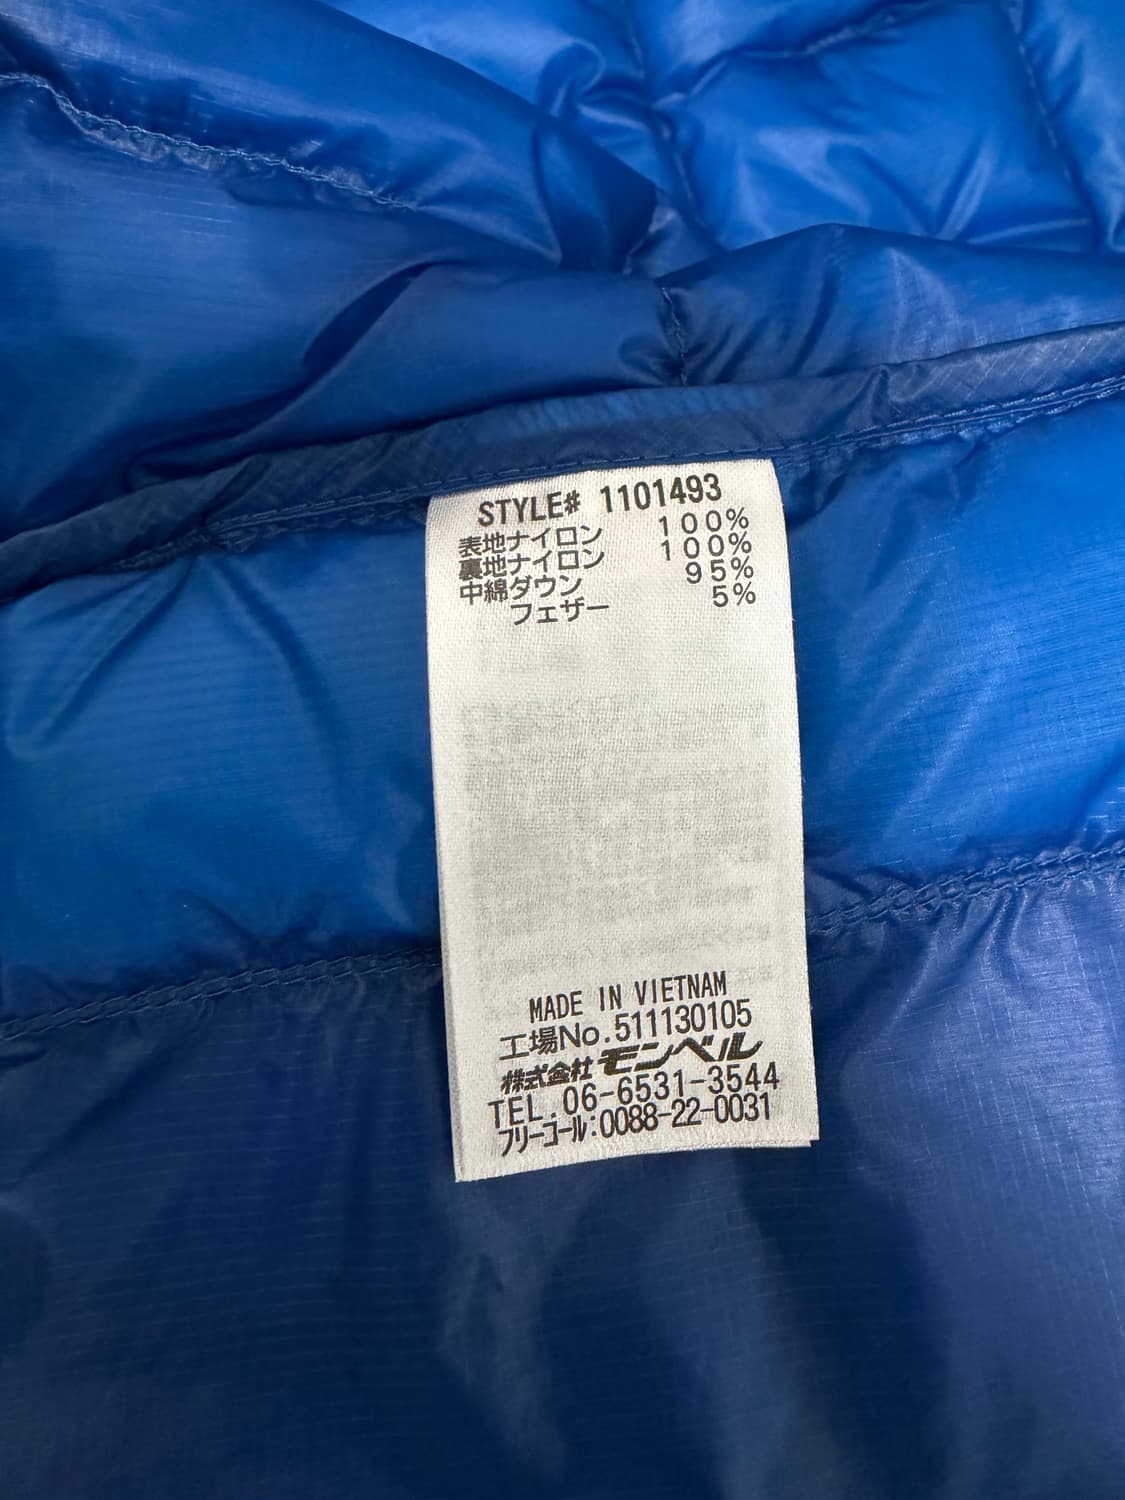 STYLE# 1101493
表地ナイロン 100%
裏地ナイロン 100%
中綿ダウン 95%
フェザー 5%
MADE IN VIETNAM
工場No.511130105
株式会社モンベル
TEL.06-6531-3544
フリーコール:0088-22-0031